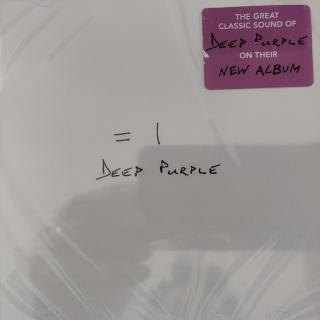 THE GREAT
CLASSIC SOUND OF
DEEP PURPLE
ON THEIR
NEW ALBUM
= 1
DEEP PURPLE